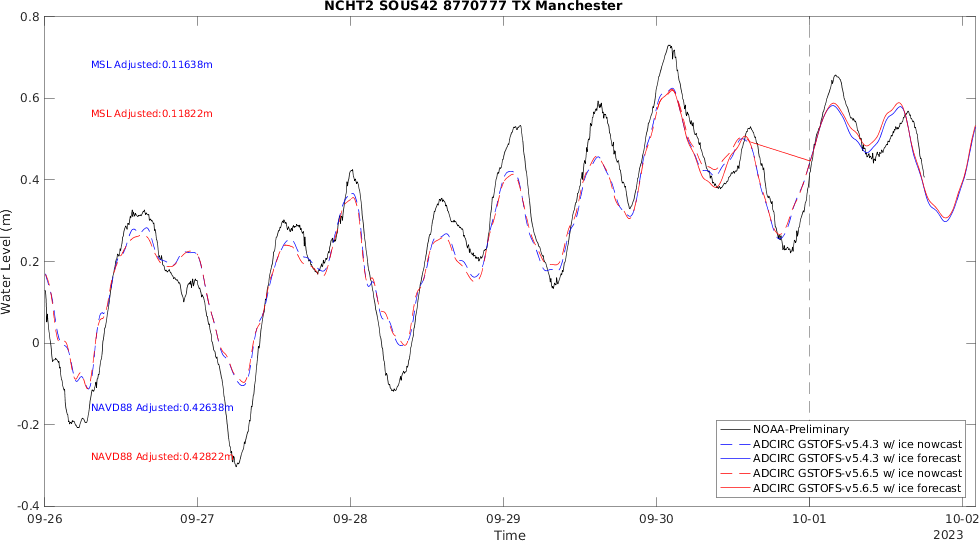 NCHT2 SOUS42 8770777 TX Manchester
0.8
0.6
0.4
0.2
0
-0.2
-0.4
Water Level (m)
MSL Adjusted:0.11638m
MSL Adjusted:0.11822m
NAVD88 Adjusted:0.42638m
NAVD88 Adjusted:0.42822m
NOAA-Preliminary
ADCIRC GSTOFS-v5.4.3 w/ ice nowcast
ADCIRC GSTOFS-v5.4.3 w/ ice forecast
ADCIRC GSTOFS-v5.6.5 w/ ice nowcast
ADCIRC GSTOFS-v5.6.5 w/ ice forecast
09-26 09-27 09-28 09-29 09-30 10-01 10-02
Time
2023